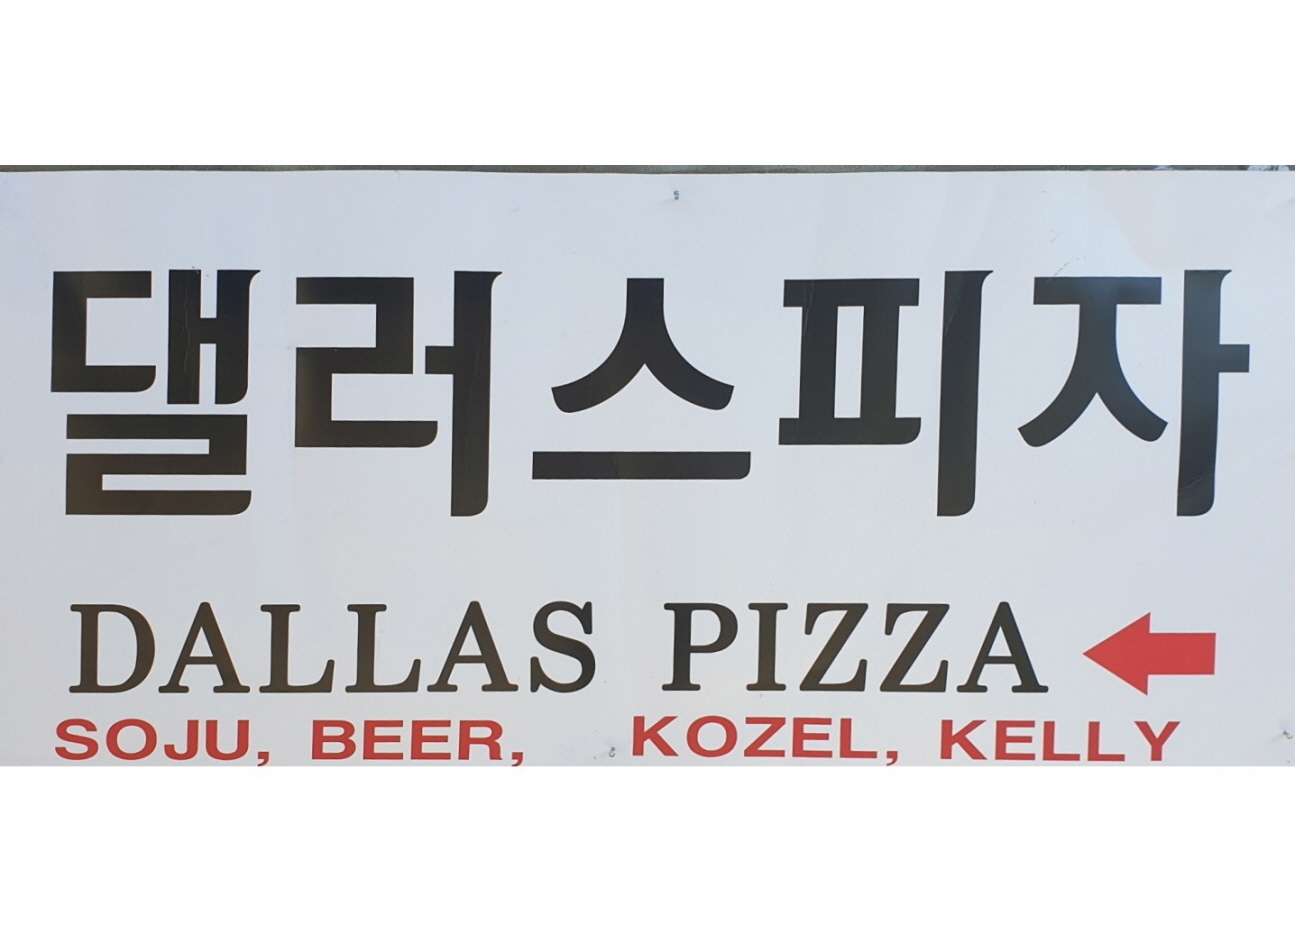 댈러스피자
DALLAS PIZZA
SOJU, BEER, KOZEL, KELLY